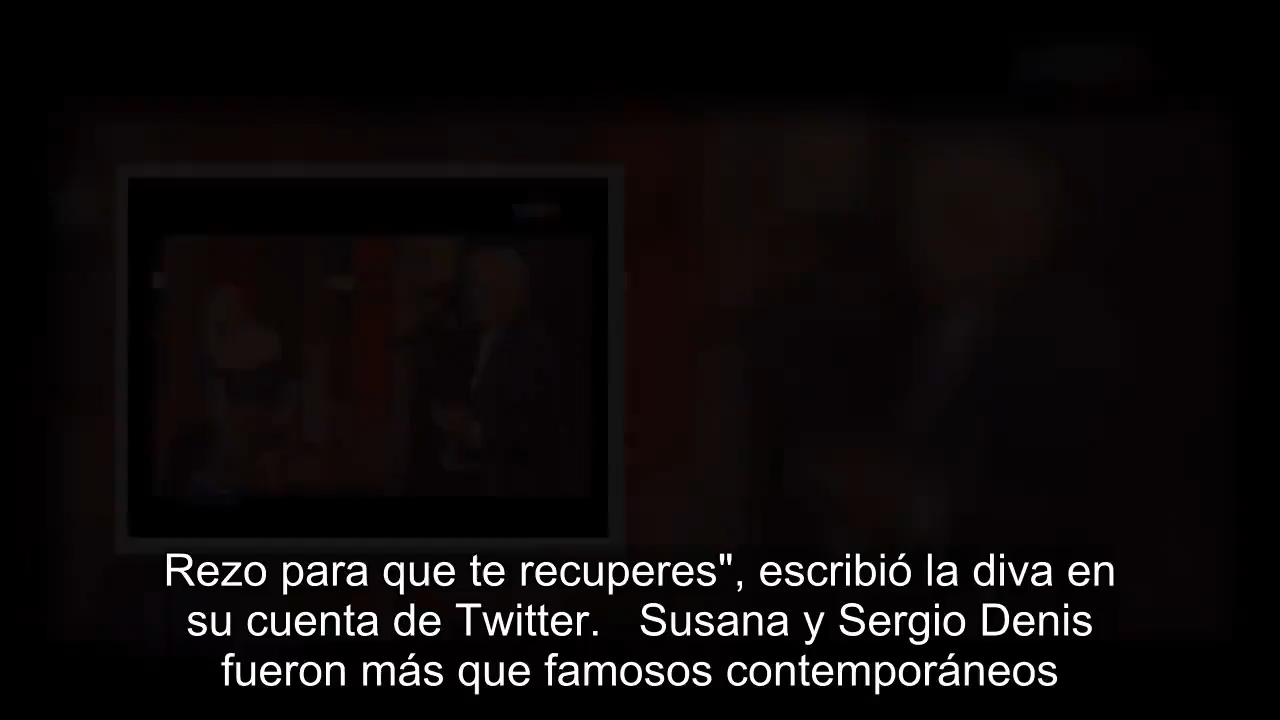 Rezo para que te recuperes", escribió la diva en
su cuenta de Twitter.   Susana y Sergio Denis
fueron más que famosos contemporáneos